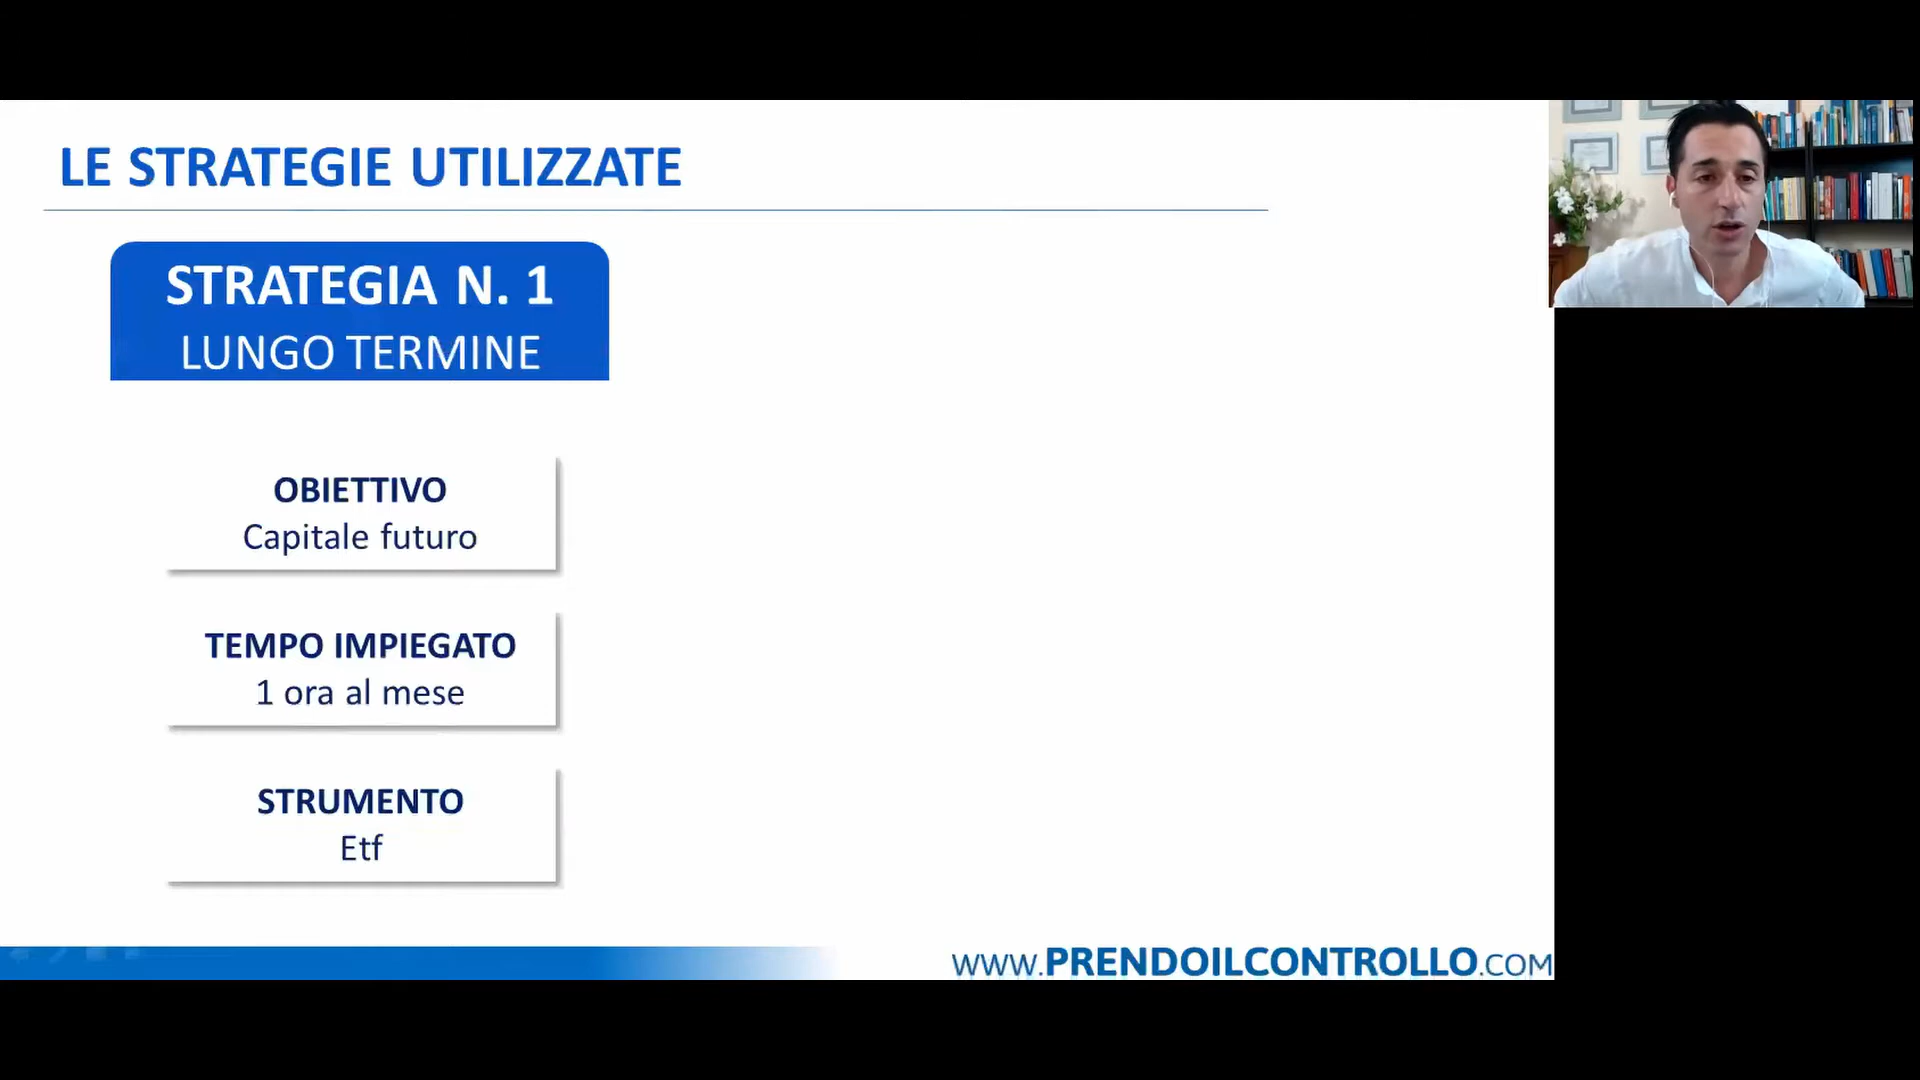 LE STRATEGIE UTILIZZATE
STRATEGIA N. 1
LUNGO TERMINE
OBIETTIVO
Capitale futuro
TEMPO IMPIEGATO
1 ora al mese
STRUMENTO
Etf
WWW.PRENDOILCONTROLLO.COM